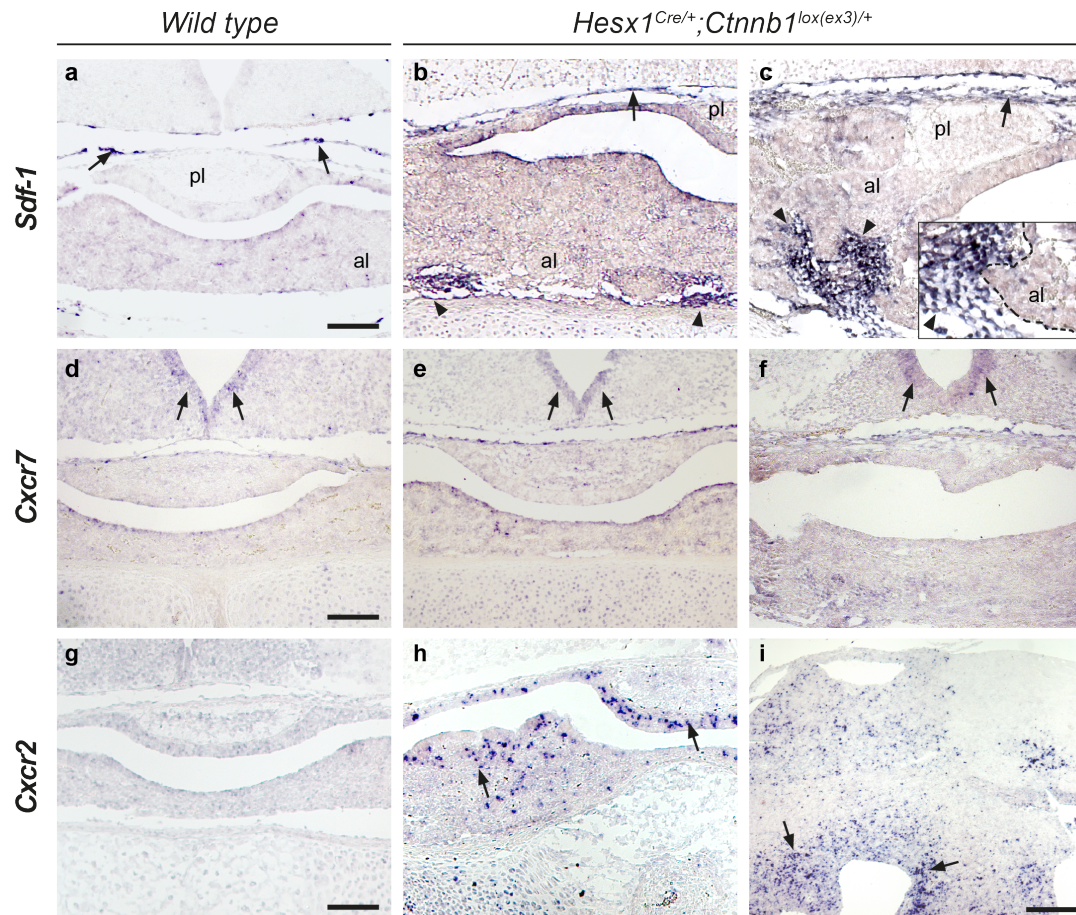 Wild type
Hesx1Cre/+;Ctnnb1lox(ex3)/+
Sdf-1
a
pl
al
b
pl
al
c
pl
al
al
Cxcr7
d
e
f
Cxcr2
g
h
i